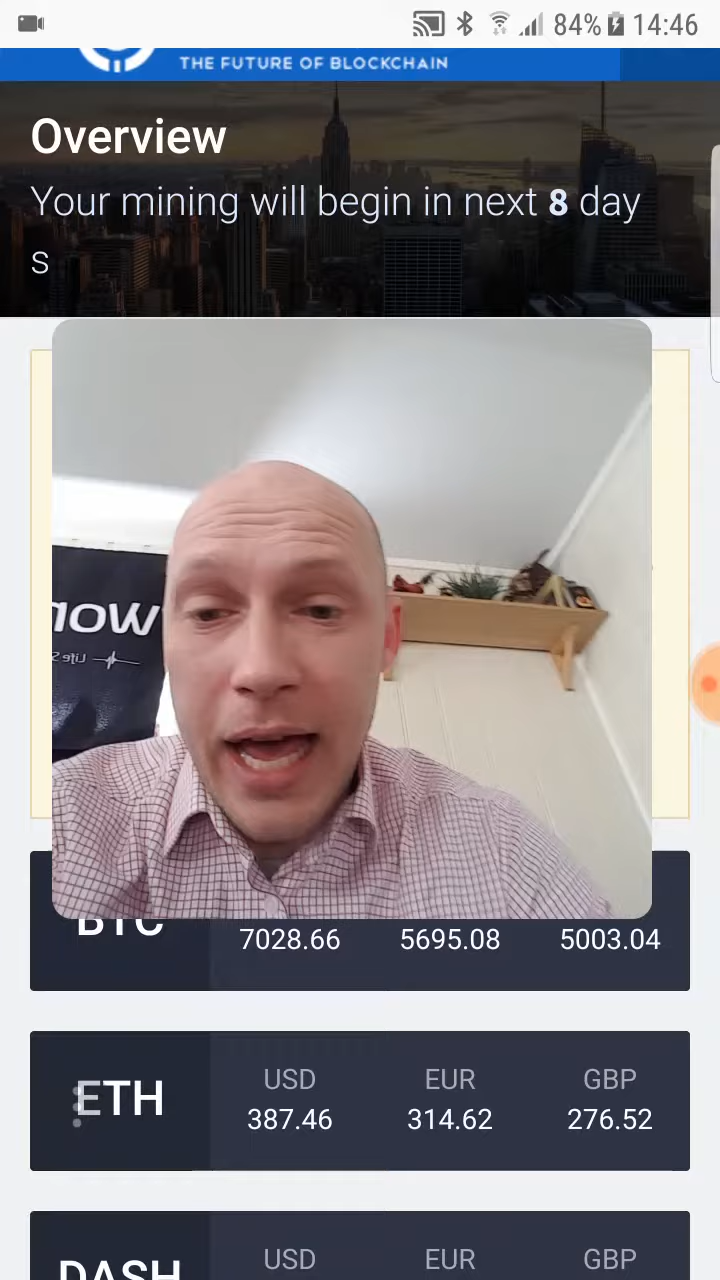 84% 14:46
THE FUTURE OF BLOCKCHAIN
Overview
Your mining will begin in next 8 day
s
BTC
7028.66 5695.08 5003.04
ETH
USD EUR GBP
387.46 314.62 276.52
DASH
USD EUR GBP